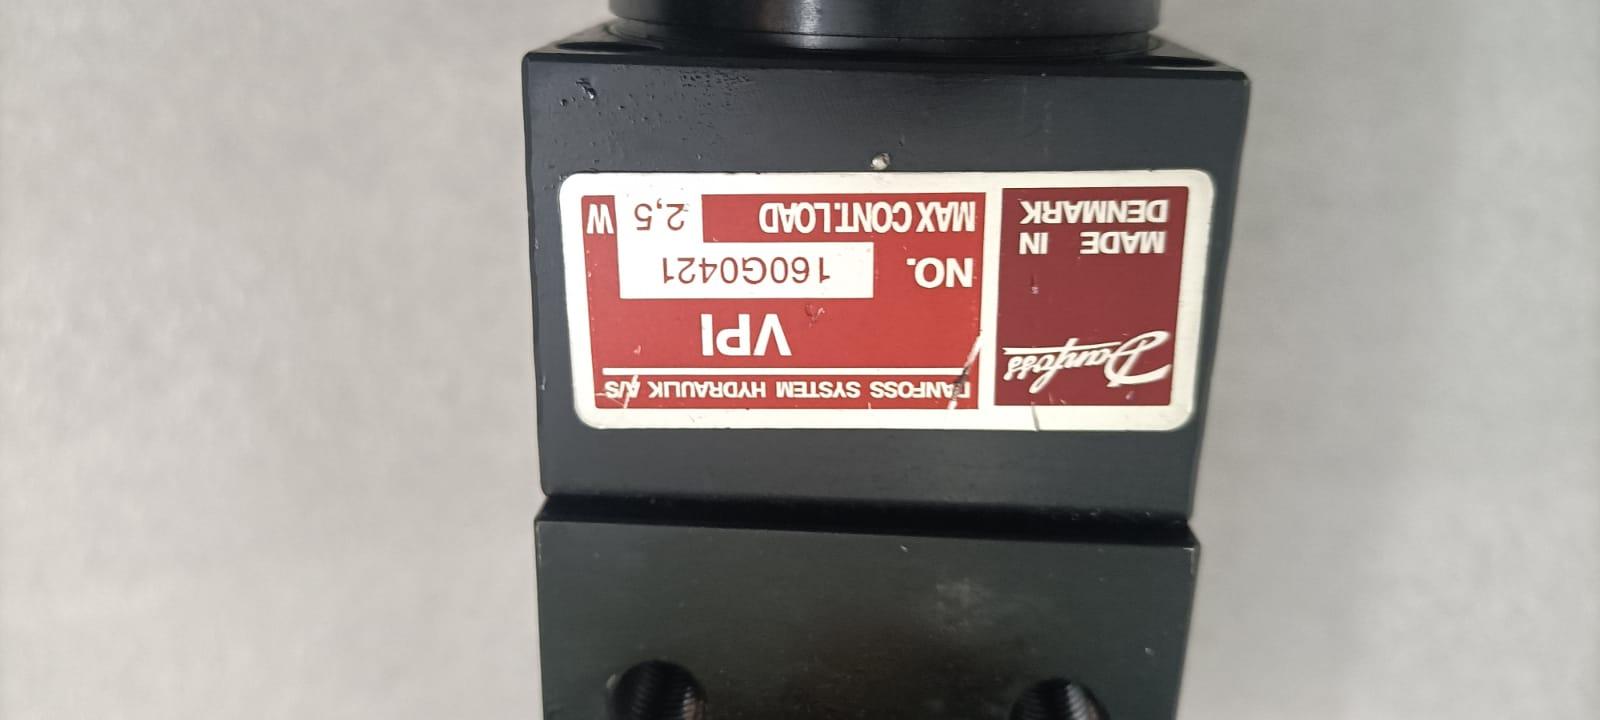 Danfoss
MADE IN
DENMARK
DANFOSS SYSTEM HYDRAULIK A/S
VPI
NO. 160G0421
MAX CONT.LOAD 2,5 W